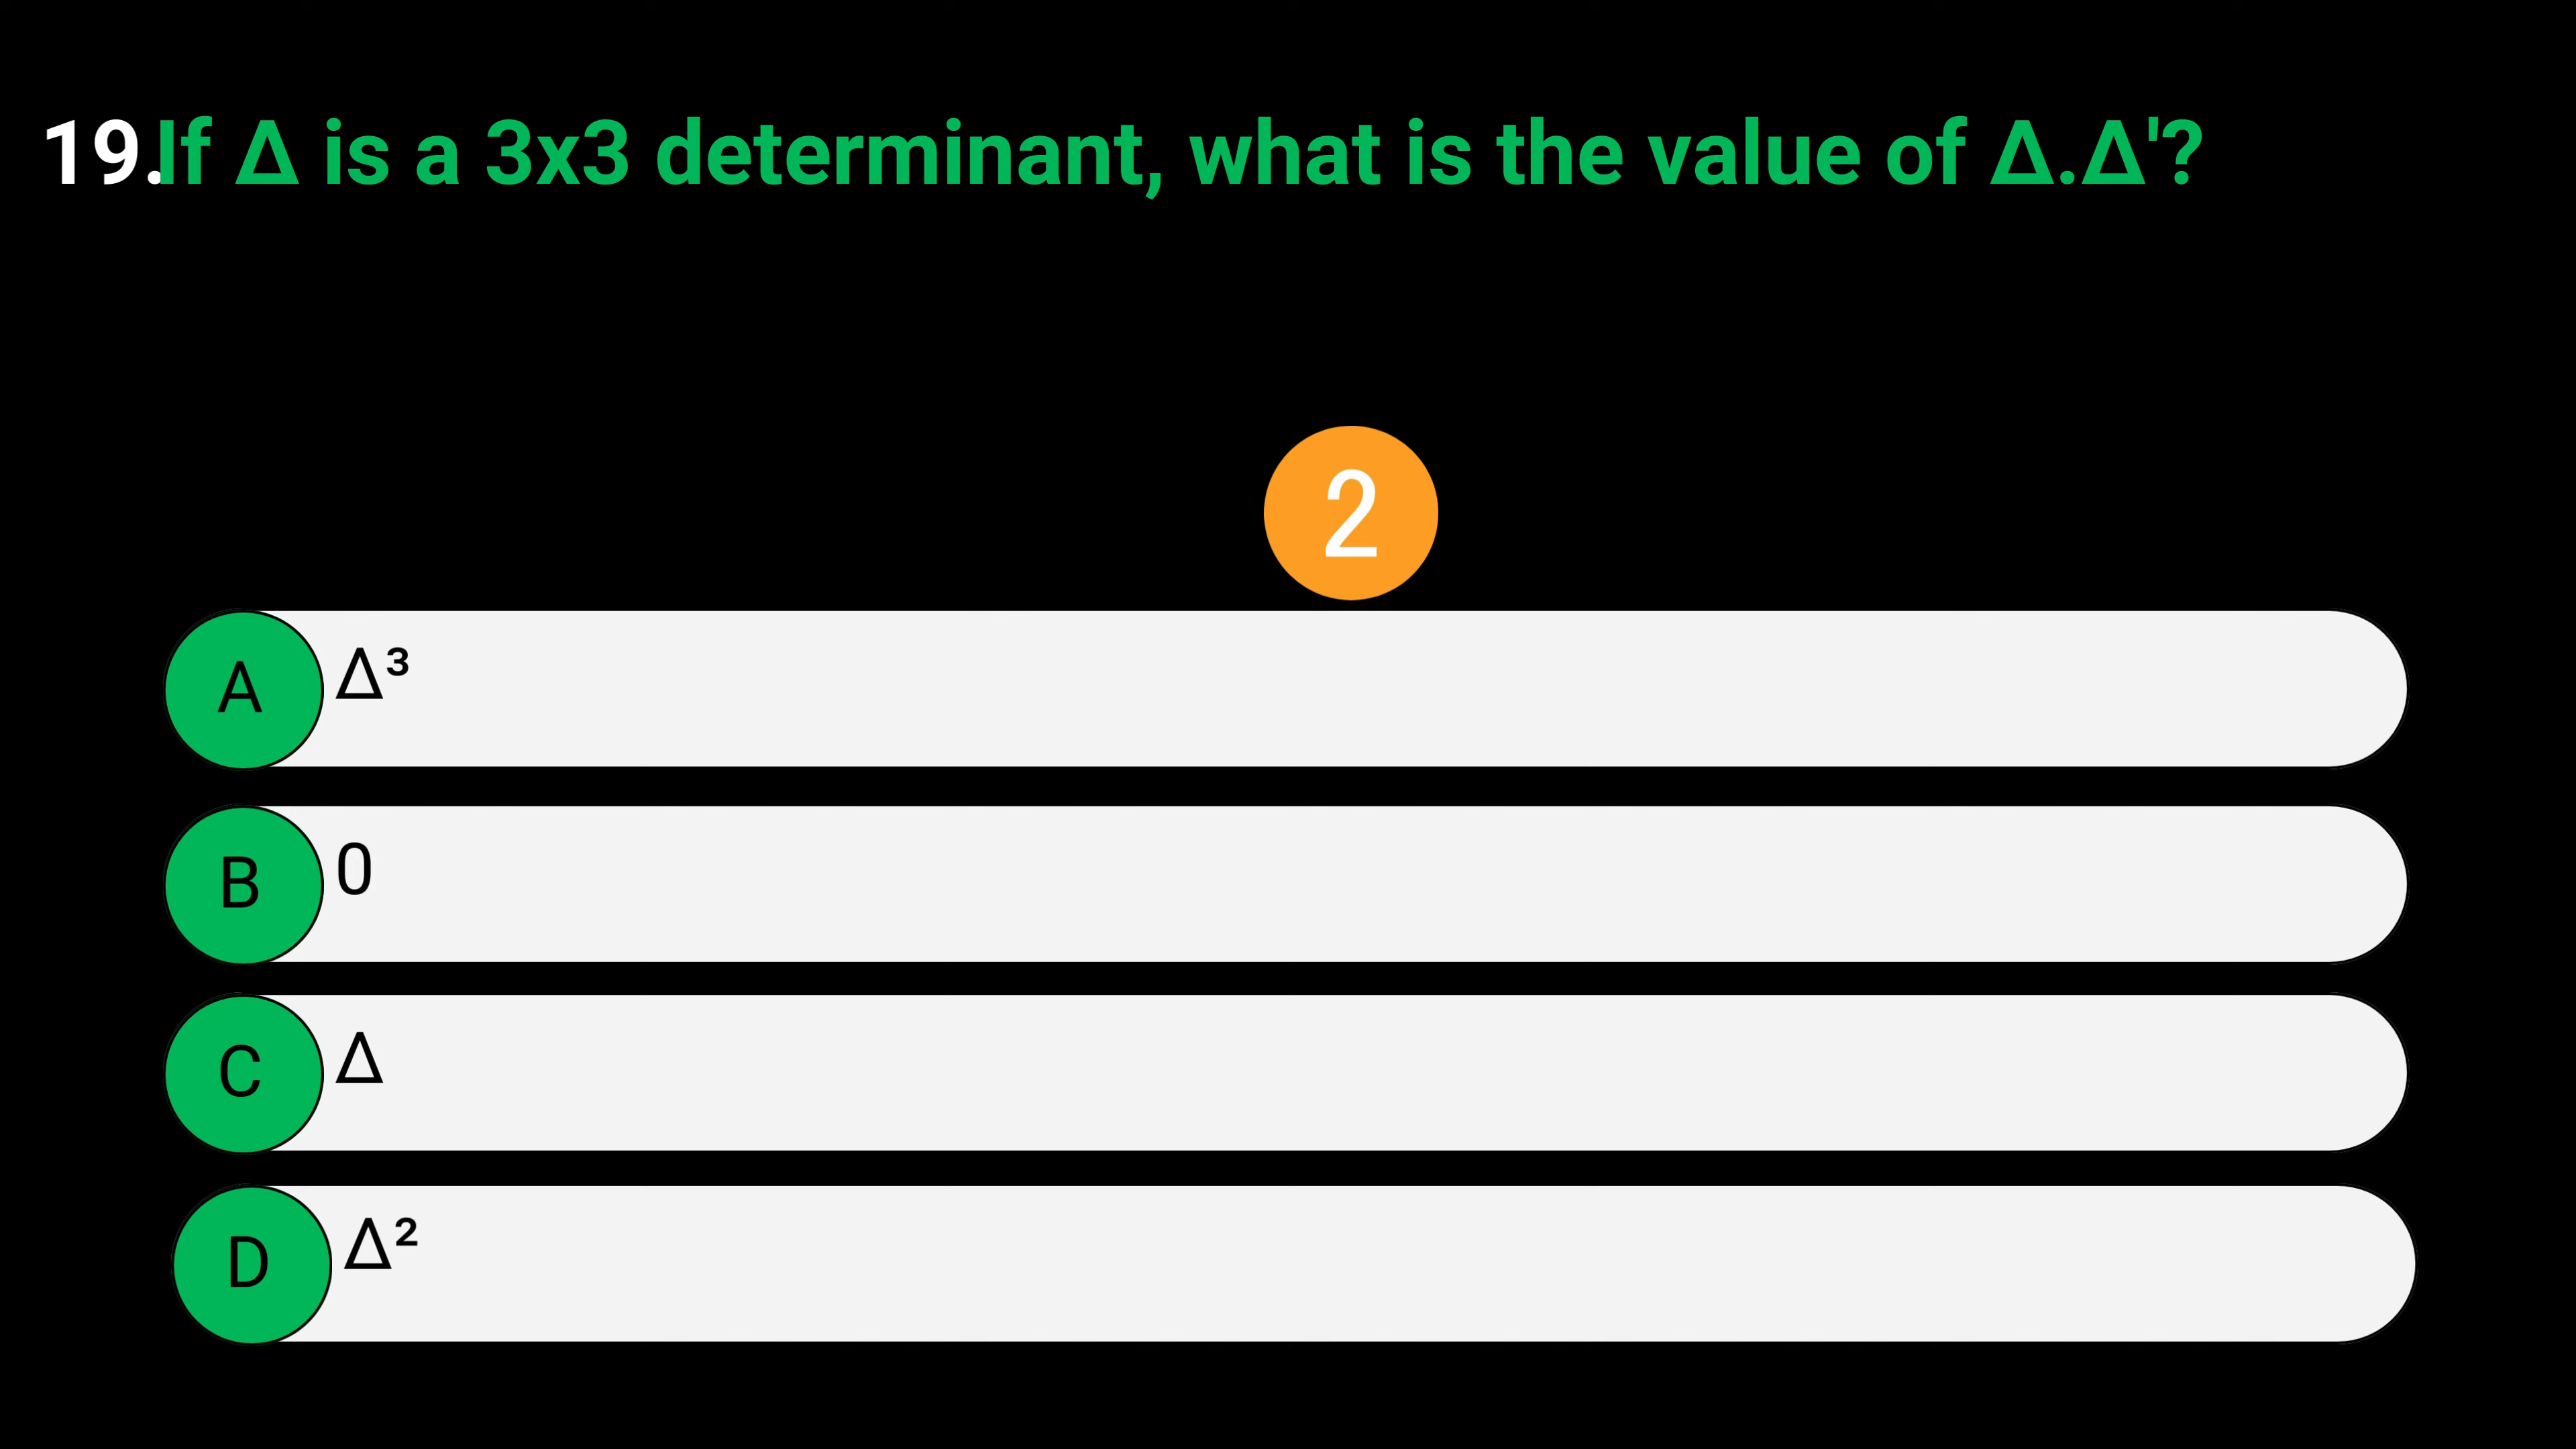 19.If Δ is a 3x3 determinant, what is the value of Δ.Δ'?
2
A Δ³
B 0
C Δ
D Δ²